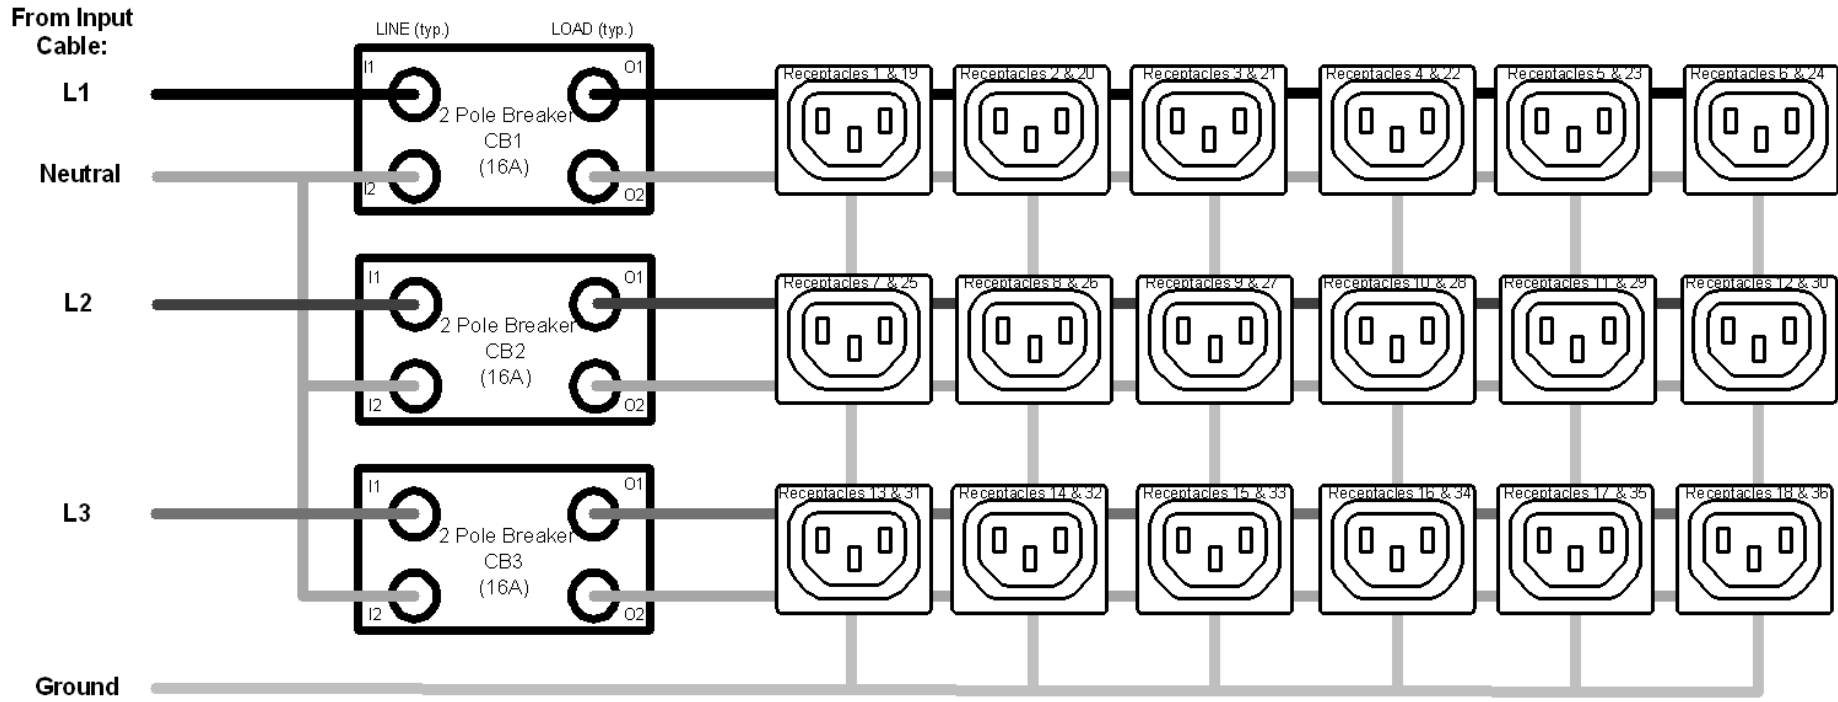 From Input
Cable:
LINE (typ.)
LOAD (typ.)
L1
I1
O1
2 Pole Breaker
CB1
(16A)
Neutral
I2
O2
Receptacles 1 & 19
Receptacles 2 & 20
Receptacles 3 & 21
Receptacles 4 & 22
Receptacles 5 & 23
Receptacles 6 & 24
L2
I1
O1
2 Pole Breaker
CB2
(16A)
I2
O2
Receptacles 7 & 25
Receptacles 8 & 26
Receptacles 9 & 27
Receptacles 10 & 28
Receptacles 11 & 29
Receptacles 12 & 30
L3
I1
O1
2 Pole Breaker
CB3
(16A)
I2
O2
Receptacles 13 & 31
Receptacles 14 & 32
Receptacles 15 & 33
Receptacles 16 & 34
Receptacles 17 & 35
Receptacles 18 & 36
Ground